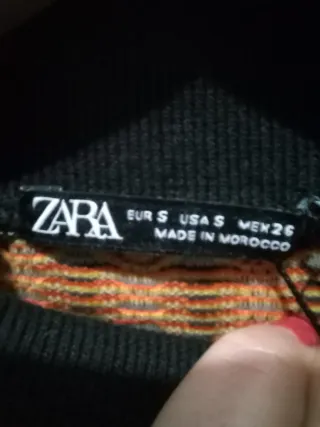 ZARA EUR S USA S MEX 26
MADE IN MOROCCO